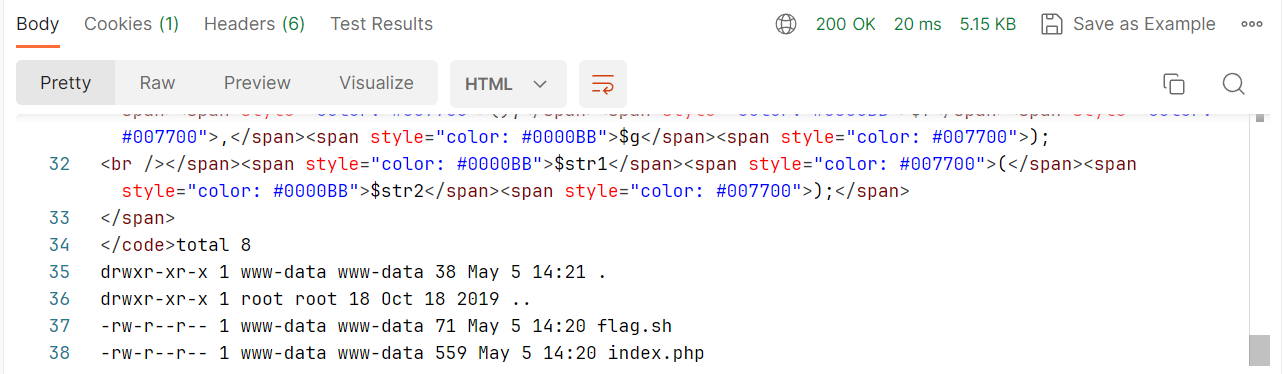 Body Cookies (1) Headers (6) Test Results 200 OK 20 ms 5.15 KB Save as Example
Pretty Raw Preview Visualize HTML
#007700">,</span><span style="color: #0000BB">$g</span><span style="color: #007700">);
32 <br /></span><span style="color: #0000BB">$str1</span><span style="color: #007700">(</span><span
style="color: #0000BB">$str2</span><span style="color: #007700">);</span>
33 </span>
34 </code>total 8
35 drwxr-xr-x 1 www-data www-data 38 May 5 14:21 .
36 drwxr-xr-x 1 root root 18 Oct 18 2019 ..
37 -rw-r--r-- 1 www-data www-data 71 May 5 14:20 flag.sh
38 -rw-r--r-- 1 www-data www-data 559 May 5 14:20 index.php